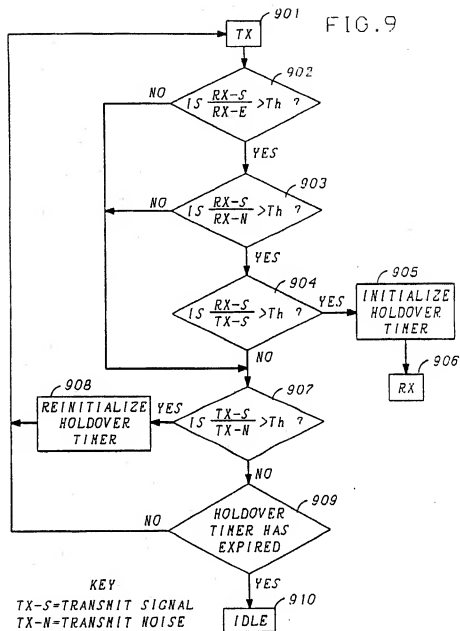 FIG.9
901
TX
902
IS RX-S/RX-E >Th ?
NO
YES
903
IS RX-S/RX-N >Th ?
NO
YES
904
IS RX-S/TX-S >Th ?
YES
NO
905
INITIALIZE
HOLDOVER
TIMER
906
RX
907
IS TX-S/TX-N >Th ?
YES
NO
908
REINITIALIZE
HOLDOVER
TIMER
909
HOLDOVER
TIMER HAS
EXPIRED
NO
YES
910
IDLE
KEY
TX-S=TRANSMIT SIGNAL
TX-N=TRANSMIT NOISE